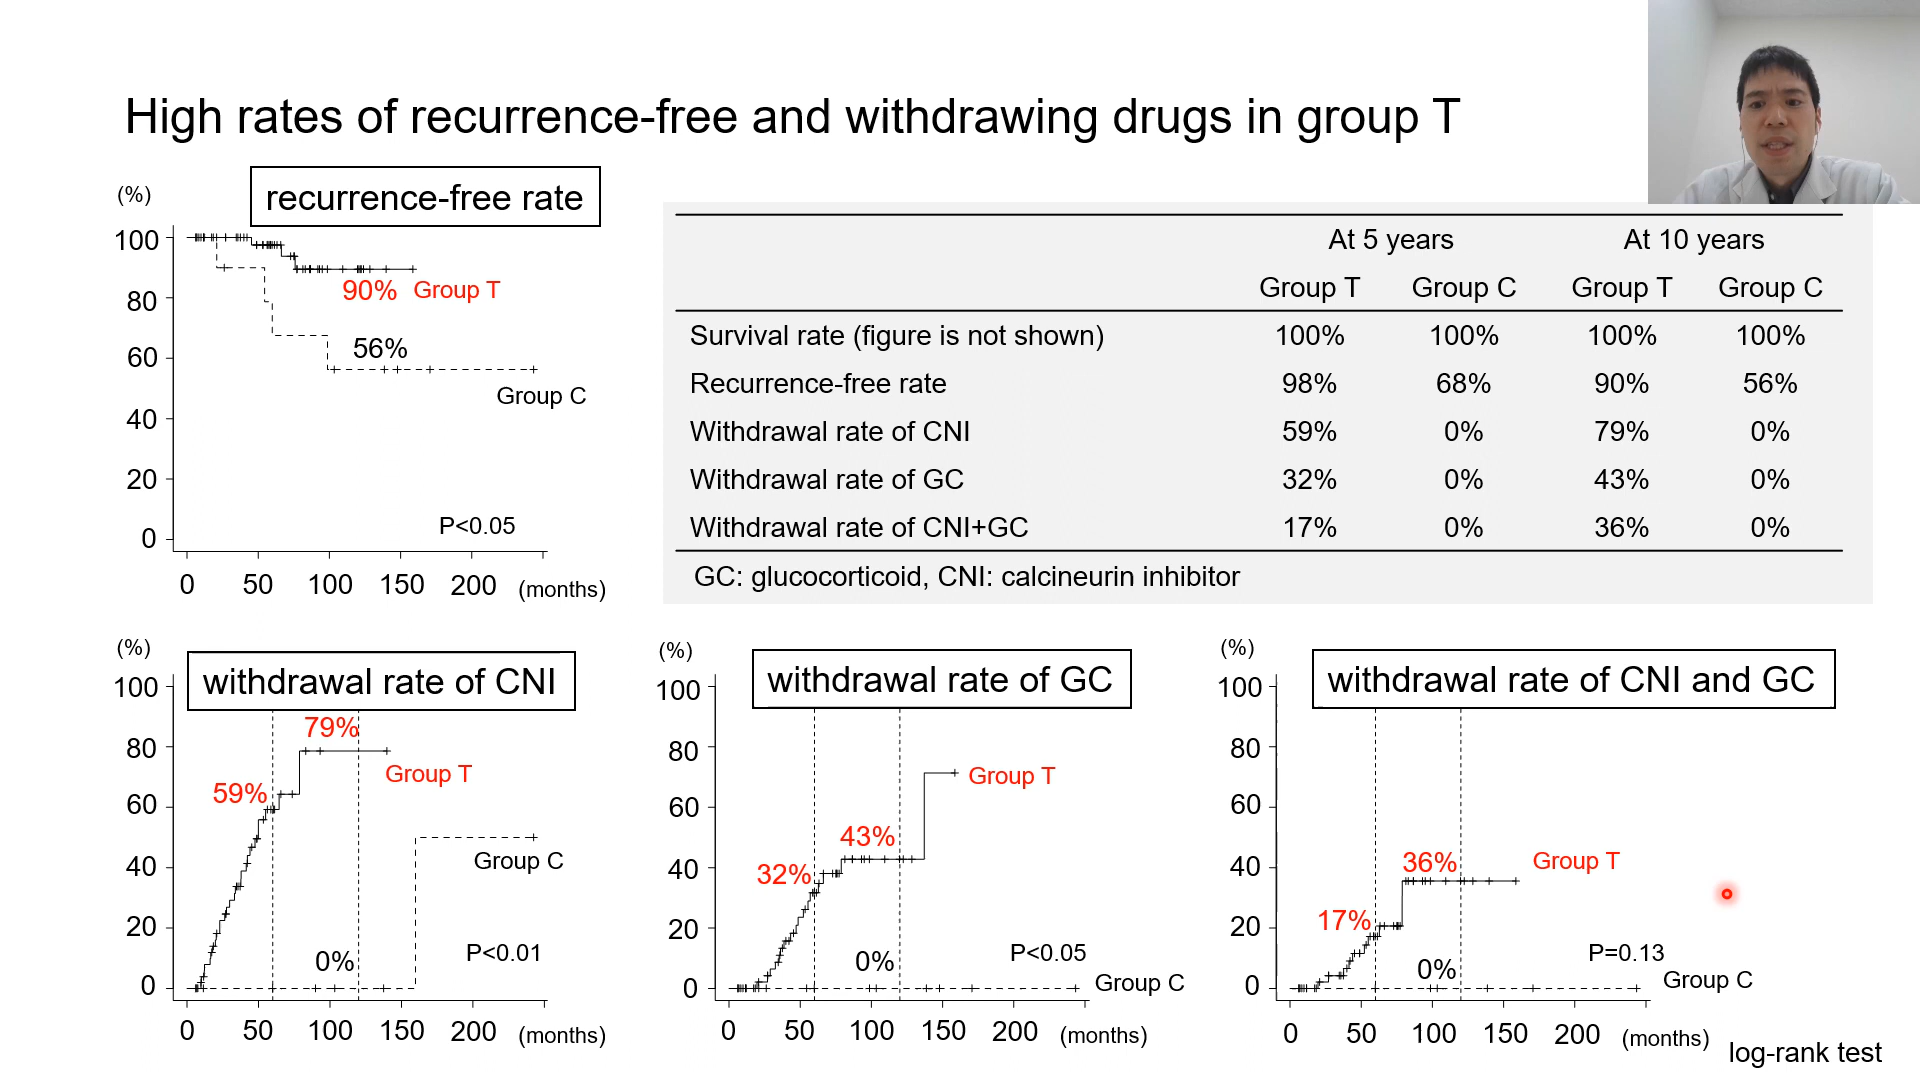 High rates of recurrence-free and withdrawing drugs in group T
(%)
recurrence-free rate
100
80
60
40
20
0
90%
Group T
56%
Group C
P<0.05
0 50 100 150 200 (months)
At 5 years At 10 years
Group T Group C Group T Group C
Survival rate (figure is not shown) 100% 100% 100% 100%
Recurrence-free rate 98% 68% 90% 56%
Withdrawal rate of CNI 59% 0% 79% 0%
Withdrawal rate of GC 32% 0% 43% 0%
Withdrawal rate of CNI+GC 17% 0% 36% 0%
GC: glucocorticoid, CNI: calcineurin inhibitor
(%)
withdrawal rate of CNI
100
80
60
40
20
0
79%
Group T
59%
Group C
0%
P<0.01
0 50 100 150 200 (months)
(%)
withdrawal rate of GC
100
80
60
40
20
0
Group T
43%
32%
0%
P<0.05
Group C
0 50 100 150 200 (months)
(%)
withdrawal rate of CNI and GC
100
80
60
40
20
0
36%
Group T
17%
0%
P=0.13
Group C
0 50 100 150 200 (months)
log-rank test